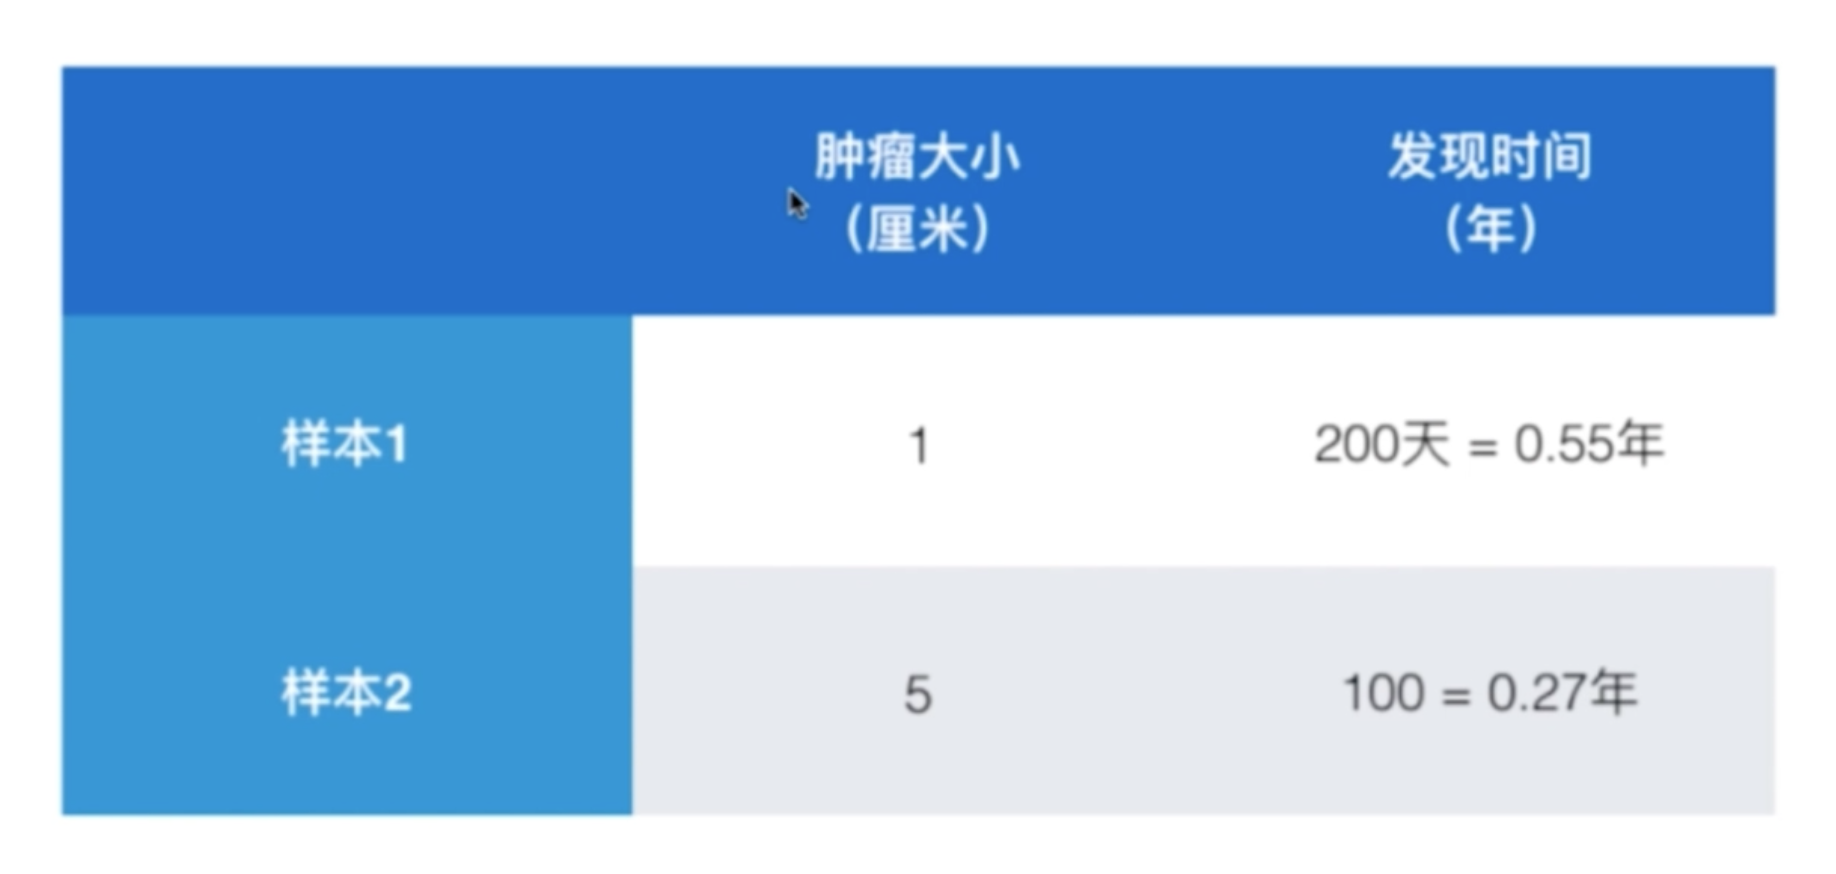 肿瘤大小
（厘米）
发现时间
（年）
样本1
1
200天 = 0.55年
样本2
5
100 = 0.27年